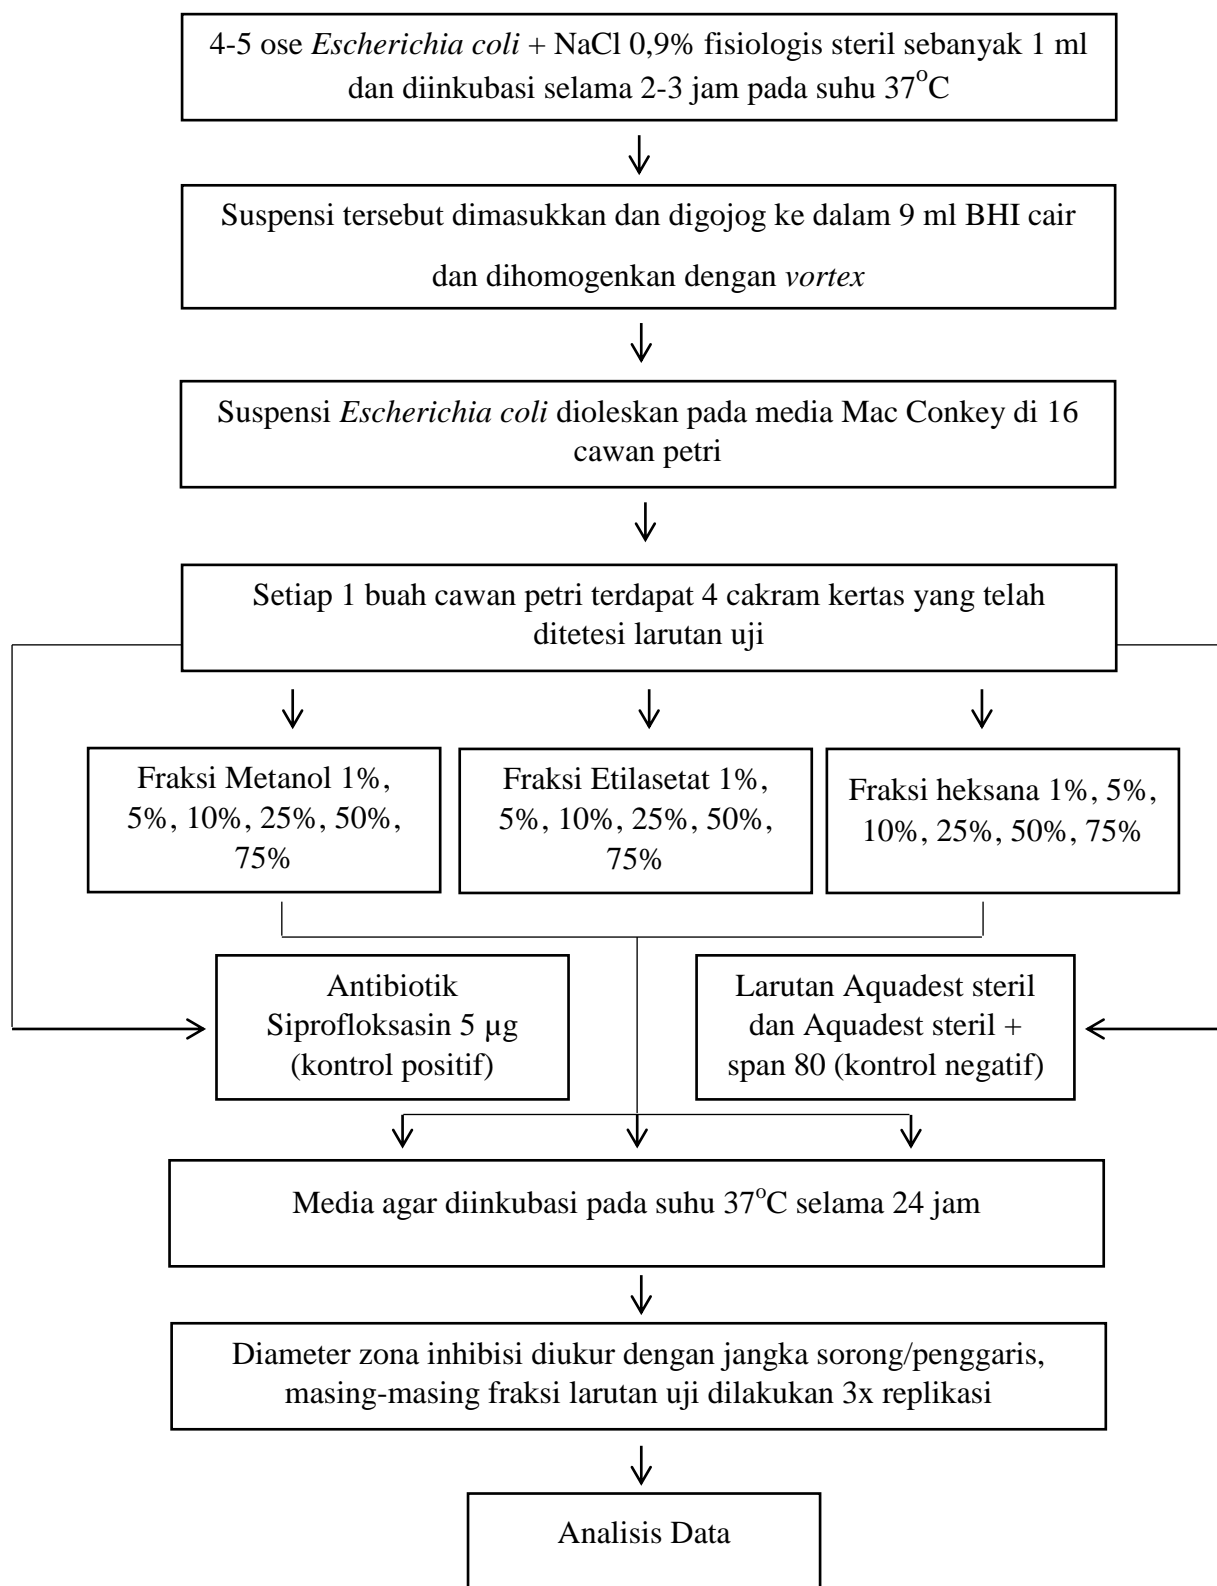 4-5 ose Escherichia coli + NaCl 0,9% fisiologis steril sebanyak 1 ml
dan diinkubasi selama 2-3 jam pada suhu 37°C
Suspensi tersebut dimasukkan dan digojog ke dalam 9 ml BHI cair
dan dihomogenkan dengan vortex
Suspensi Escherichia coli dioleskan pada media Mac Conkey di 16
cawan petri
Setiap 1 buah cawan petri terdapat 4 cakram kertas yang telah
ditetesi larutan uji
Fraksi Metanol 1%,
5%, 10%, 25%, 50%,
75%
Fraksi Etilasetat 1%,
5%, 10%, 25%, 50%,
75%
Fraksi heksana 1%, 5%,
10%, 25%, 50%, 75%
Antibiotik
Siprofloksasin 5 µg
(kontrol positif)
Larutan Aquadest steril
dan Aquadest steril +
span 80 (kontrol negatif)
Media agar diinkubasi pada suhu 37°C selama 24 jam
Diameter zona inhibisi diukur dengan jangka sorong/penggaris,
masing-masing fraksi larutan uji dilakukan 3x replikasi
Analisis Data